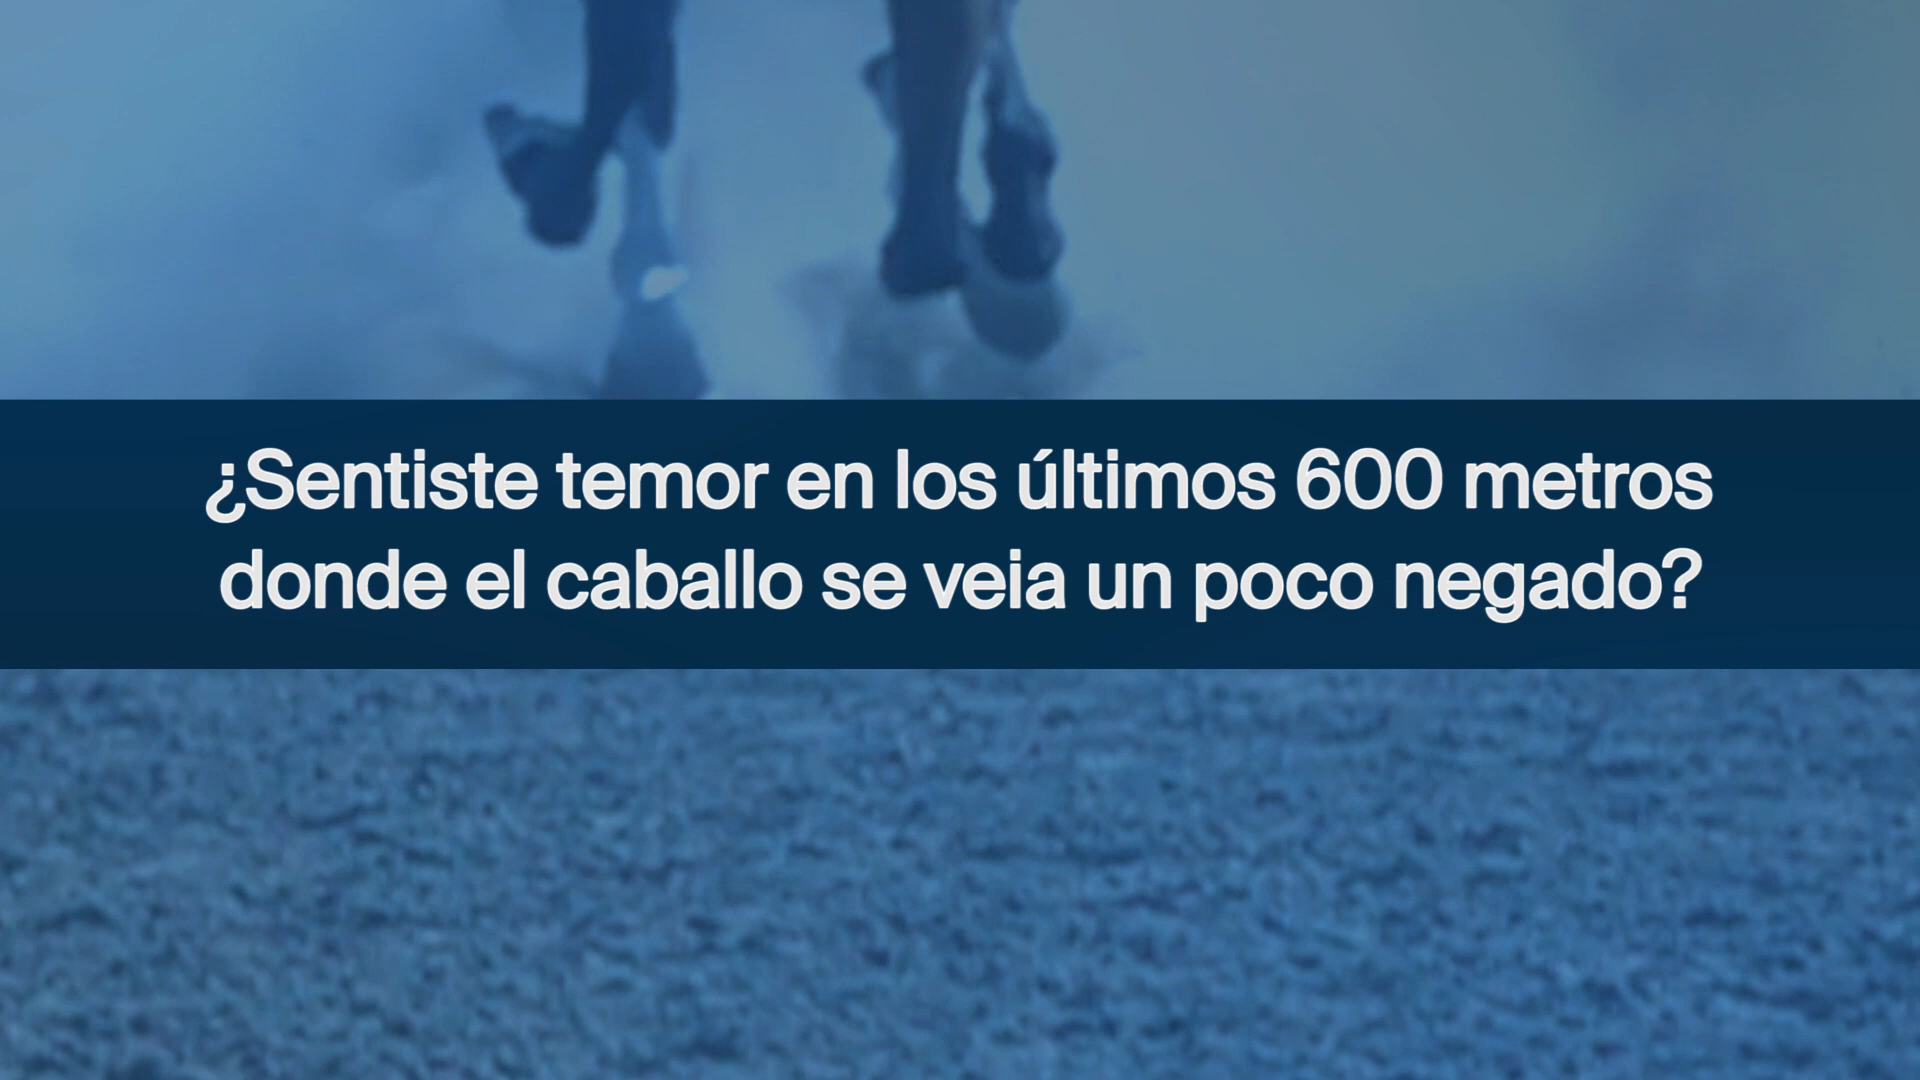 ¿Sentiste temor en los últimos 600 metros
donde el caballo se veia un poco negado?